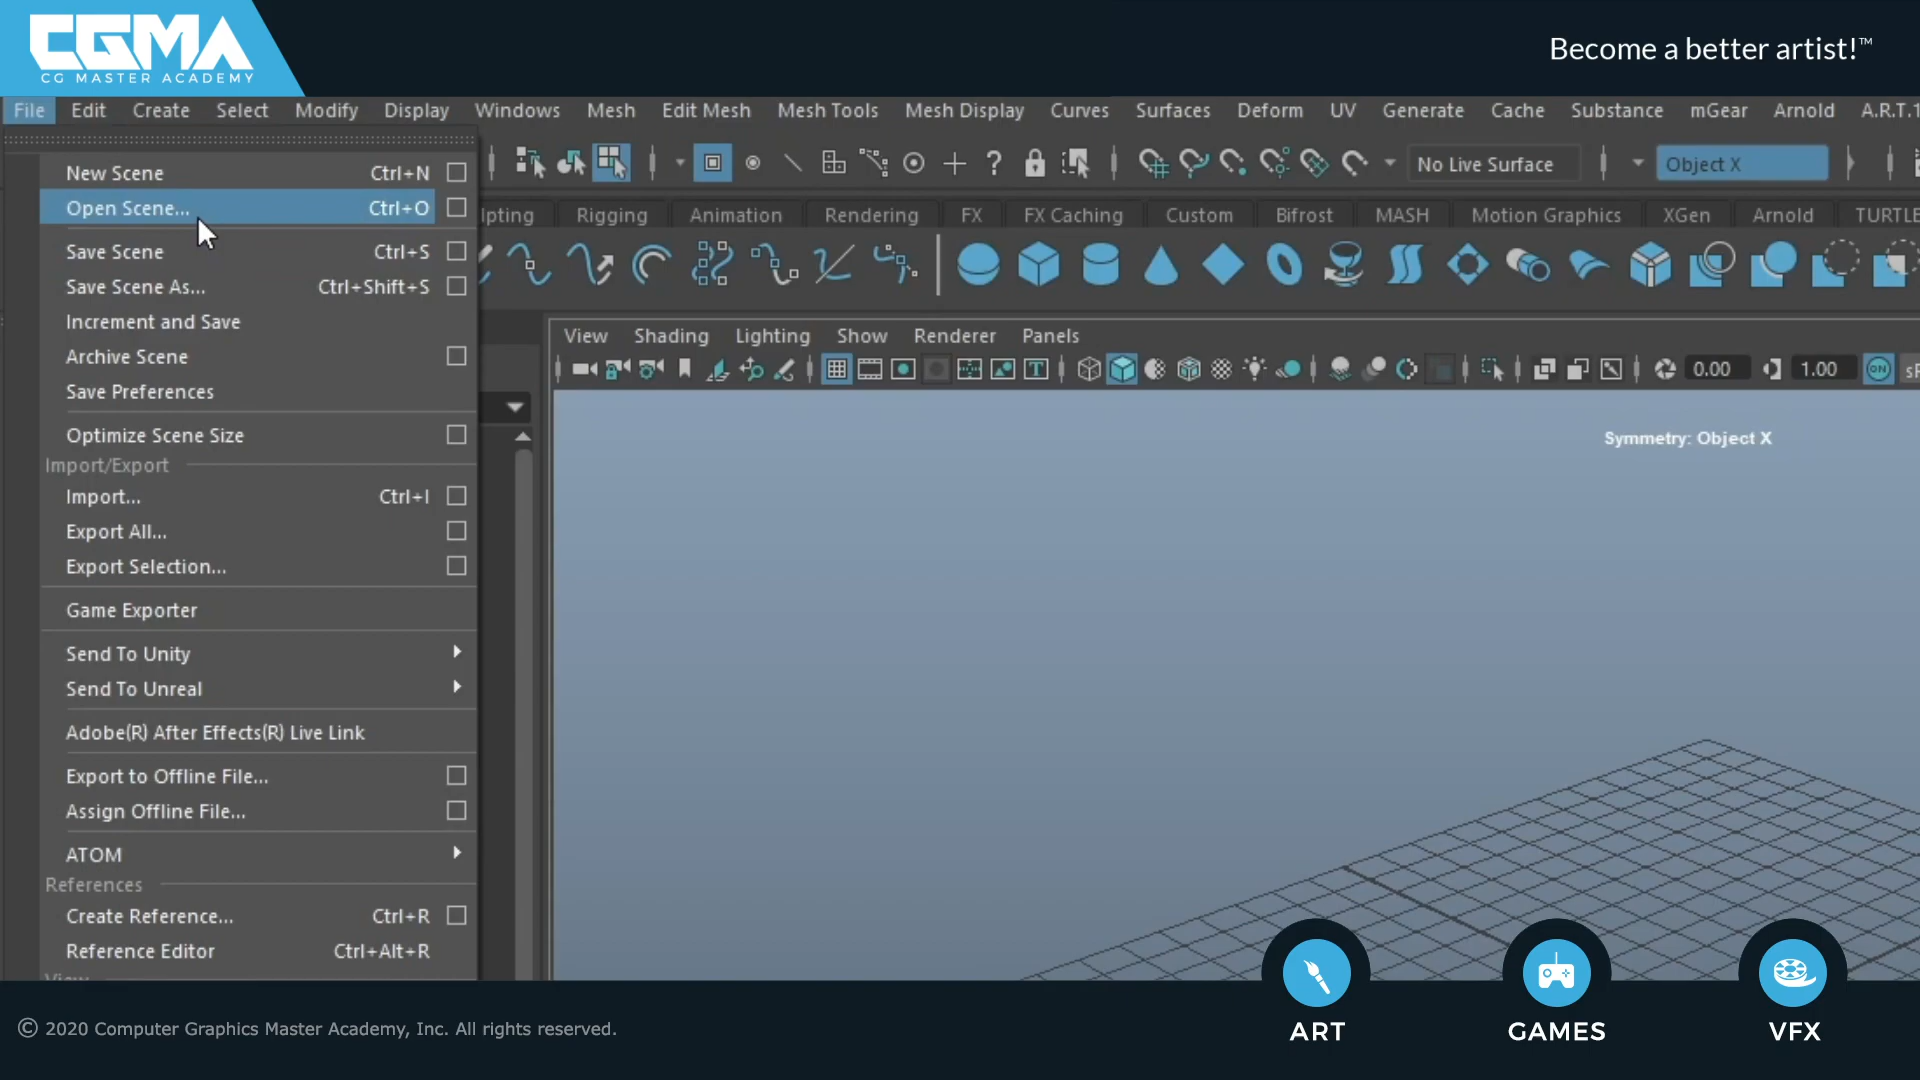 CGMA
CG MASTER ACADEMY
Become a better artist!™
File Edit Create Select Modify Display Windows Mesh Edit Mesh Mesh Tools Mesh Display Curves Surfaces Deform UV Generate Cache Substance mGear Arnold A.R.T.1
No Live Surface Object X
New Scene Ctrl+N
Open Scene... Ctrl+O
lpting Rigging Animation Rendering FX FX Caching Custom Bifrost MASH Motion Graphics XGen Arnold TURTLE
Save Scene Ctrl+S
Save Scene As... Ctrl+Shift+S
Increment and Save
View Shading Lighting Show Renderer Panels
Archive Scene
0.00 1.00 ON sR
Save Preferences
Optimize Scene Size
Symmetry: Object X
Import/Export
Import... Ctrl+I
Export All...
Export Selection...
Game Exporter
Send To Unity
Send To Unreal
Adobe(R) After Effects(R) Live Link
Export to Offline File...
Assign Offline File...
ATOM
References
Create Reference... Ctrl+R
Reference Editor Ctrl+Alt+R
View
© 2020 Computer Graphics Master Academy, Inc. All rights reserved.
ART GAMES VFX